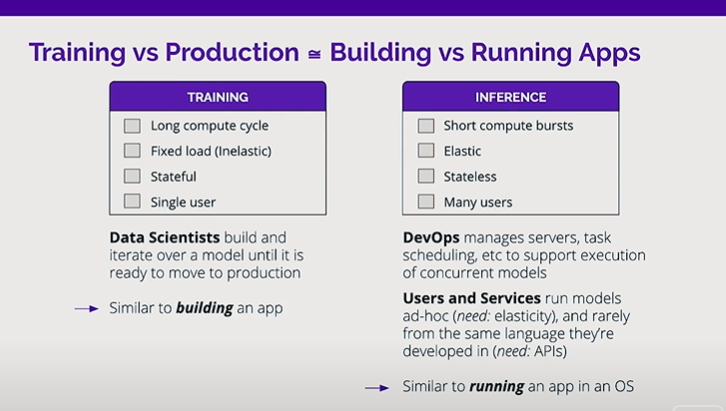 Training vs Production ≅ Building vs Running Apps
TRAINING
Long compute cycle
Fixed load (Inelastic)
Stateful
Single user
Data Scientists build and
iterate over a model until it is
ready to move to production
→ Similar to building an app
INFERENCE
Short compute bursts
Elastic
Stateless
Many users
DevOps manages servers, task
scheduling, etc to support execution
of concurrent models
Users and Services run models
ad-hoc (need: elasticity), and rarely
from the same language they're
developed in (need: APIs)
→ Similar to running an app in an OS